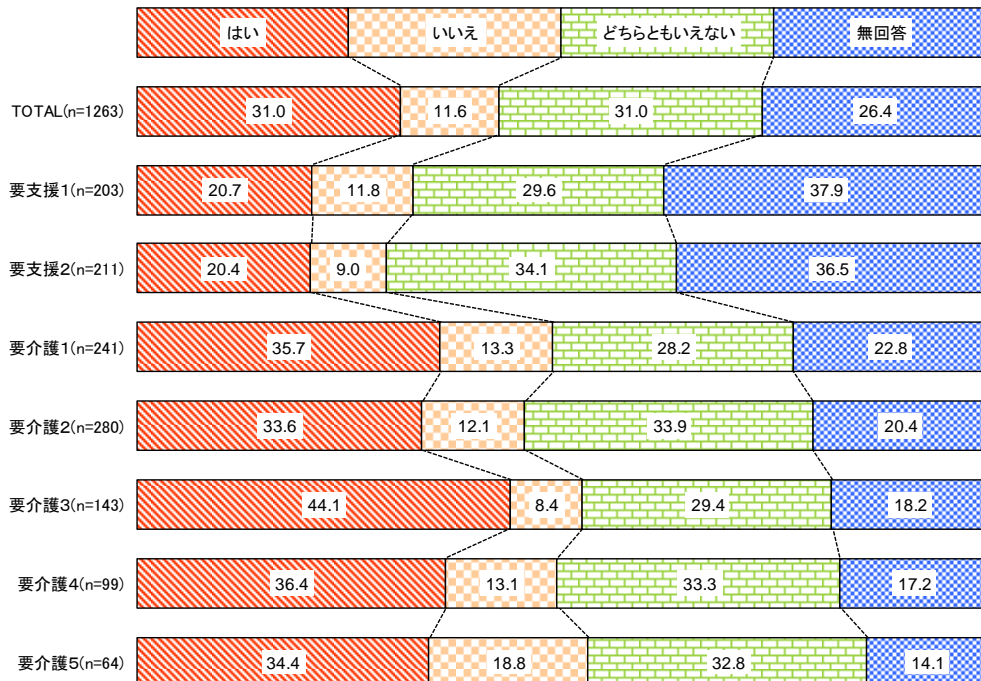 はい いいえ どちらともいえない 無回答
TOTAL(n=1263) 31.0 11.6 31.0 26.4
要支援1(n=203) 20.7 11.8 29.6 37.9
要支援2(n=211) 20.4 9.0 34.1 36.5
要介護1(n=241) 35.7 13.3 28.2 22.8
要介護2(n=280) 33.6 12.1 33.9 20.4
要介護3(n=143) 44.1 8.4 29.4 18.2
要介護4(n=99) 36.4 13.1 33.3 17.2
要介護5(n=64) 34.4 18.8 32.8 14.1